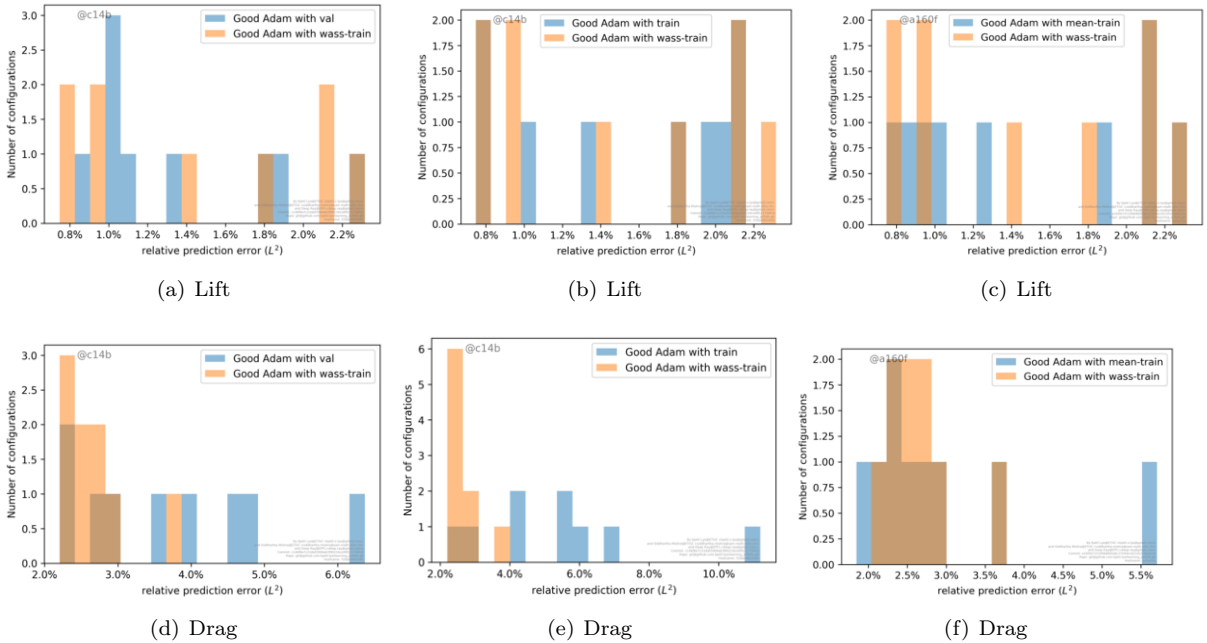 @c14b
Good Adam with val
Good Adam with wass-train
Number of configurations
3.0
2.5
2.0
1.5
1.0
0.5
0.0
0.8% 1.0% 1.2% 1.4% 1.6% 1.8% 2.0% 2.2%
relative prediction error (L²)
(a) Lift
@c14b
Good Adam with train
Good Adam with wass-train
Number of configurations
2.00
1.75
1.50
1.25
1.00
0.75
0.50
0.25
0.00
0.8% 1.0% 1.2% 1.4% 1.6% 1.8% 2.0% 2.2%
relative prediction error (L²)
(b) Lift
@a160f
Good Adam with mean-train
Good Adam with wass-train
Number of configurations
2.00
1.75
1.50
1.25
1.00
0.75
0.50
0.25
0.00
0.8% 1.0% 1.2% 1.4% 1.6% 1.8% 2.0% 2.2%
relative prediction error (L²)
(c) Lift
@c14b
Good Adam with val
Good Adam with wass-train
Number of configurations
3.0
2.5
2.0
1.5
1.0
0.5
0.0
2.0% 3.0% 4.0% 5.0% 6.0%
relative prediction error (L²)
(d) Drag
@c14b
Good Adam with train
Good Adam with wass-train
Number of configurations
6
5
4
3
2
1
0
2.0% 4.0% 6.0% 8.0% 10.0%
relative prediction error (L²)
(e) Drag
@a160f
Good Adam with mean-train
Good Adam with wass-train
Number of configurations
2.00
1.75
1.50
1.25
1.00
0.75
0.50
0.25
0.00
2.0% 2.5% 3.0% 3.5% 4.0% 4.5% 5.0% 5.5%
relative prediction error (L²)
(f) Drag